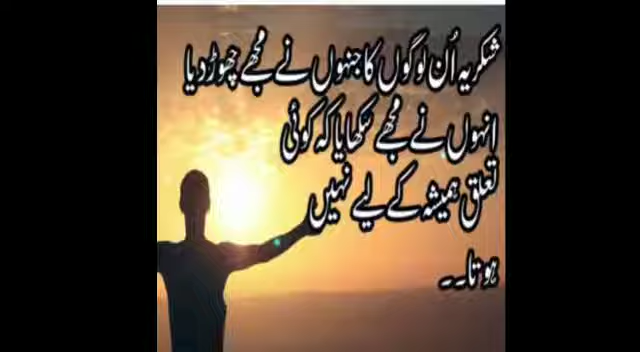 شکریہ اُن لوگوں کا جنہوں نے مجھے چھوڑ دیا
انہوں نے مجھے سکھایا کہ کوئی
تعلق ہمیشہ کے لیے نہیں
ہوتا۔۔